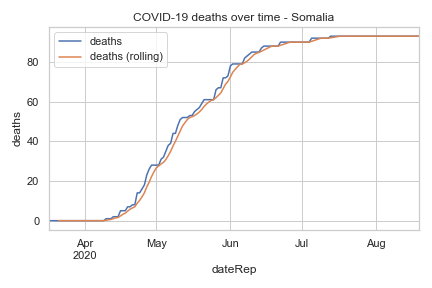 COVID-19 deaths over time - Somalia
deaths
deaths (rolling)
80
60
40
20
0
deaths
Apr
2020
May
Jun
Jul
Aug
dateRep